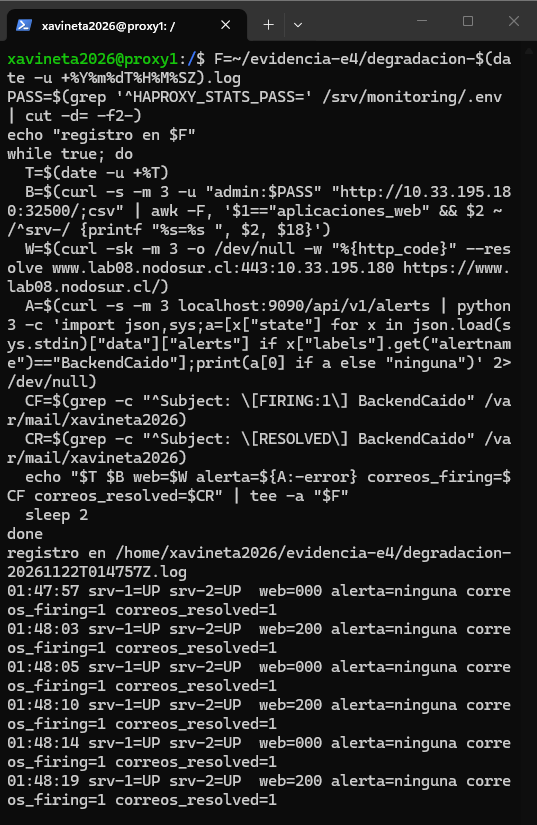 xavineta2026@proxy1: /
xavineta2026@proxy1:/$ F=~/evidencia-e4/degradacion-$(da
te -u +%Y%m%dT%H%M%SZ).log
PASS=$(grep '^HAPROXY_STATS_PASS=' /srv/monitoring/.env
| cut -d= -f2-)
echo "registro en $F"
while true; do
  T=$(date -u +%T)
  B=$(curl -s -m 3 -u "admin:$PASS" "http://10.33.195.18
0:32500/;csv" | awk -F, '$1=="aplicaciones_web" && $2 ~
/^srv-/ {printf "%s=%s ", $2, $18}')
  W=$(curl -sk -m 3 -o /dev/null -w "%{http_code}" --res
olve www.lab08.nodosur.cl:443:10.33.195.180 https://www.
lab08.nodosur.cl/)
  A=$(curl -s -m 3 localhost:9090/api/v1/alerts | python
3 -c 'import json,sys;a=[x["state"] for x in json.load(s
ys.stdin)["data"]["alerts"] if x["labels"].get("alertnam
e")=="BackendCaido"];print(a[0] if a else "ninguna")' 2>
/dev/null)
  CF=$(grep -c "^Subject: \[FIRING:1\] BackendCaido" /va
r/mail/xavineta2026)
  CR=$(grep -c "^Subject: \[RESOLVED\] BackendCaido" /va
r/mail/xavineta2026)
  echo "$T $B web=$W alerta=${A:-error} correos_firing=$
CF correos_resolved=$CR" | tee -a "$F"
  sleep 2
done
registro en /home/xavineta2026/evidencia-e4/degradacion-
20261122T014757Z.log
01:47:57 srv-1=UP srv-2=UP  web=000 alerta=ninguna corre
os_firing=1 correos_resolved=1
01:48:03 srv-1=UP srv-2=UP  web=200 alerta=ninguna corre
os_firing=1 correos_resolved=1
01:48:05 srv-1=UP srv-2=UP  web=000 alerta=ninguna corre
os_firing=1 correos_resolved=1
01:48:10 srv-1=UP srv-2=UP  web=200 alerta=ninguna corre
os_firing=1 correos_resolved=1
01:48:14 srv-1=UP srv-2=UP  web=000 alerta=ninguna corre
os_firing=1 correos_resolved=1
01:48:19 srv-1=UP srv-2=UP  web=200 alerta=ninguna corre
os_firing=1 correos_resolved=1